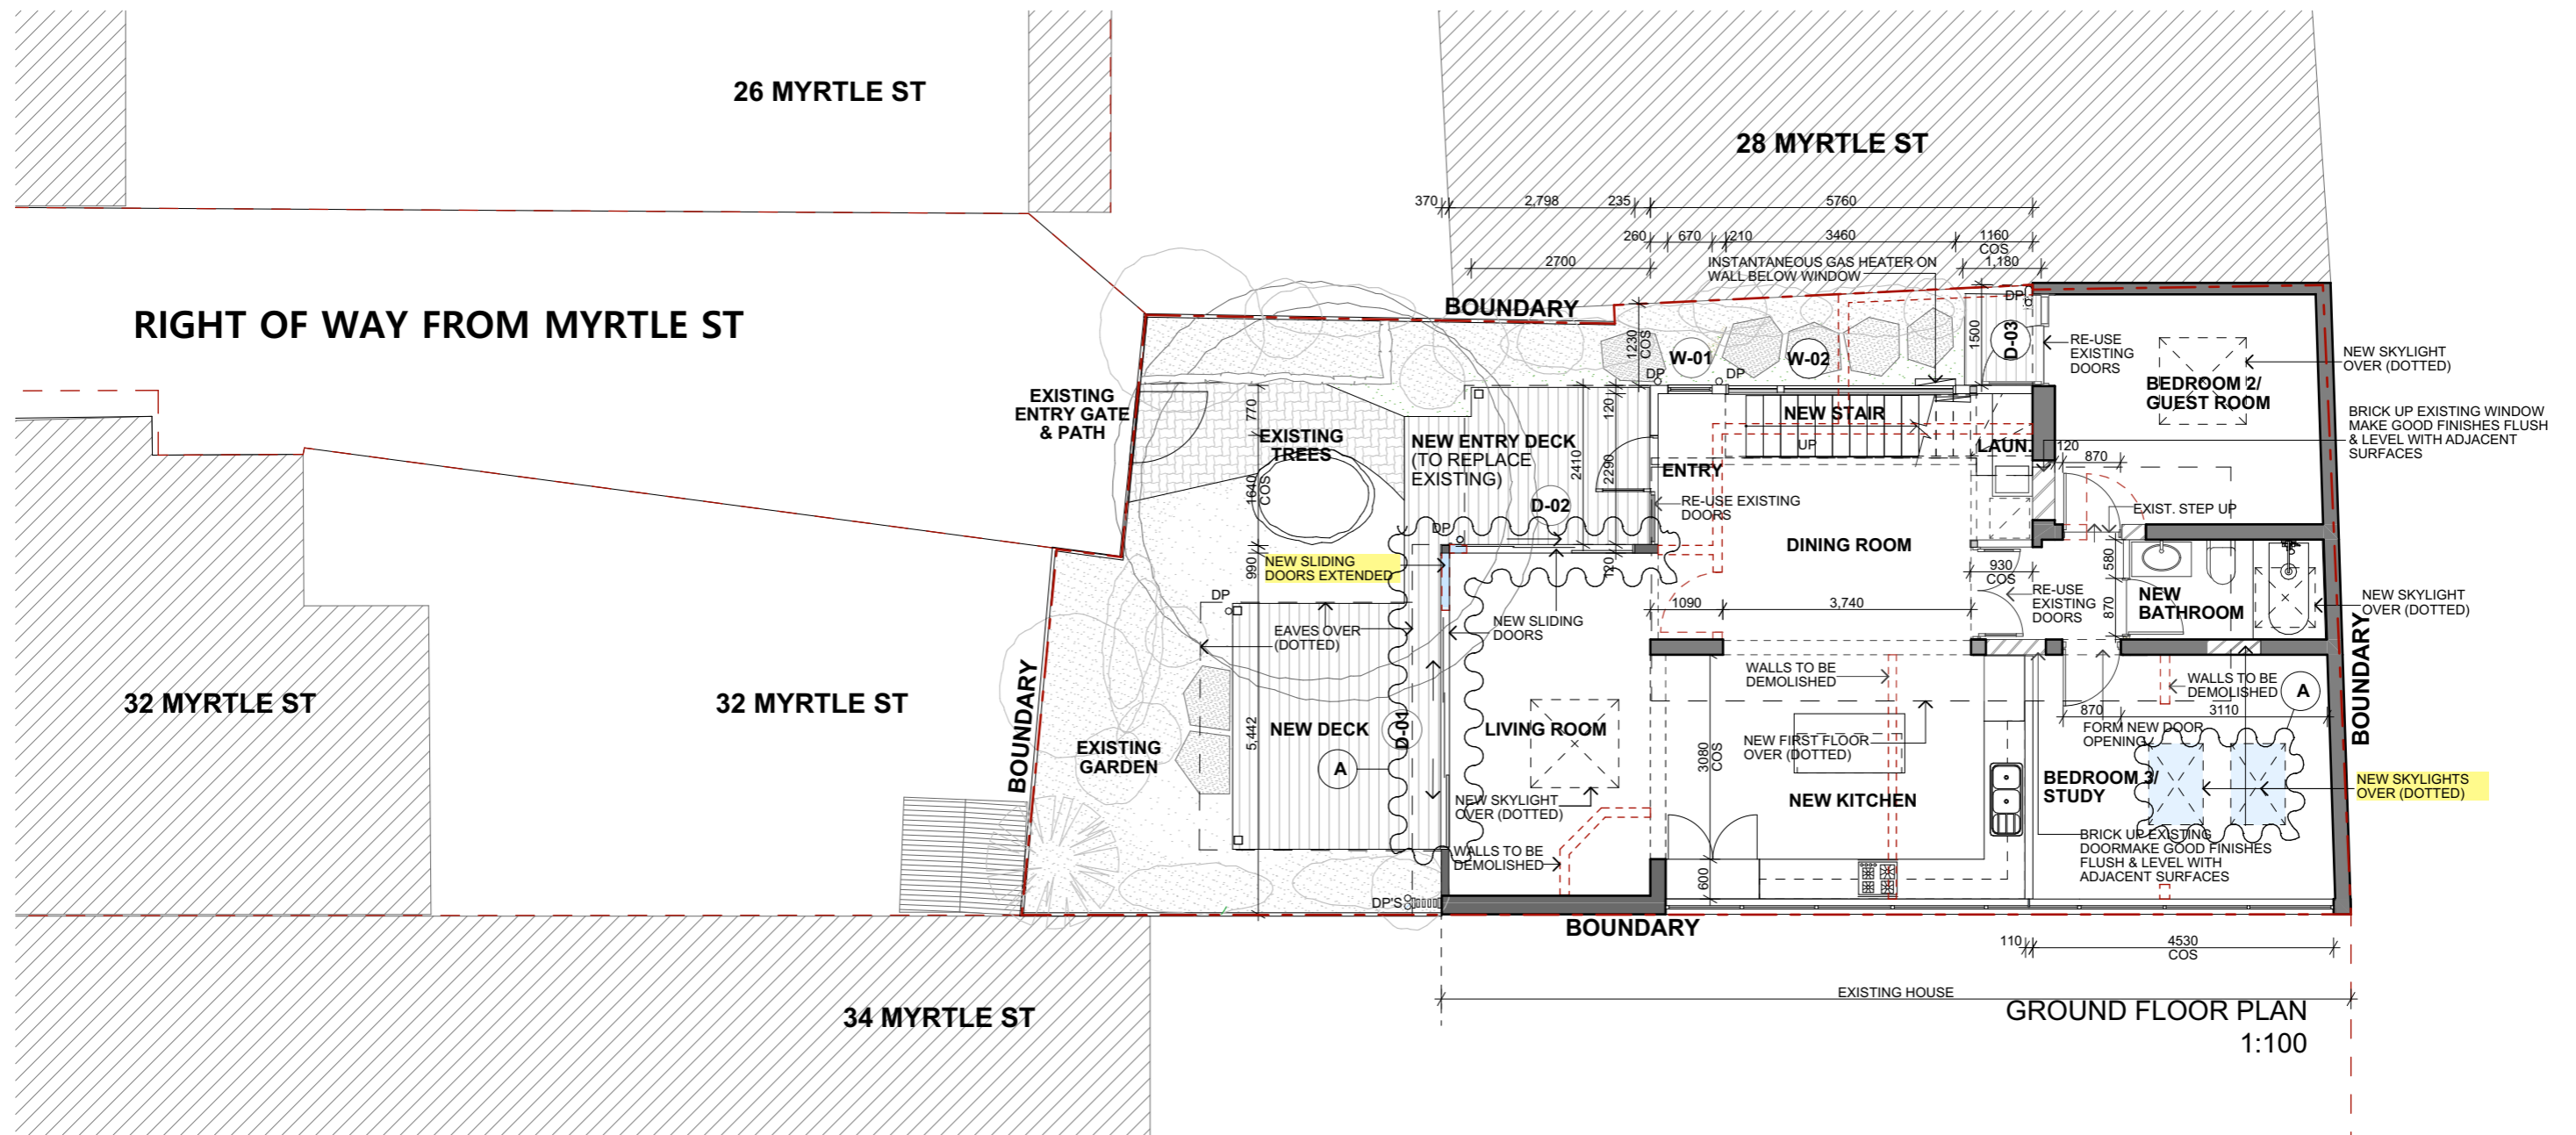 26 MYRTLE ST
28 MYRTLE ST
370
2,798
235
5760
260
670
210
3460
1160
COS
2700
INSTANTANEOUS GAS HEATER ON
WALL BELOW WINDOW
1,180
RIGHT OF WAY FROM MYRTLE ST
BOUNDARY
DP
1230
COS
W-01
W-02
1500
D-03
RE-USE
EXISTING
DOORS
NEW SKYLIGHT
OVER (DOTTED)
DP
DP
BEDROOM 2/
GUEST ROOM
EXISTING
ENTRY GATE
& PATH
770
120
NEW STAIR
UP
BRICK UP EXISTING WINDOW
MAKE GOOD FINISHES FLUSH
& LEVEL WITH ADJACENT
SURFACES
EXISTING
TREES
NEW ENTRY DECK
(TO REPLACE
EXISTING)
2410
2290
ENTRY
LAUN.
120
870
1640
COS
D-02
RE-USE EXISTING
DOORS
EXIST. STEP UP
DP
DINING ROOM
NEW SLIDING
DOORS EXTENDED
990
120
930
COS
580
870
RE-USE
EXISTING
DOORS
NEW
BATHROOM
NEW SKYLIGHT
OVER (DOTTED)
DP
1090
3,740
EAVES OVER
(DOTTED)
NEW SLIDING
DOORS
BOUNDARY
BOUNDARY
WALLS TO BE
DEMOLISHED
WALLS TO BE
DEMOLISHED
A
32 MYRTLE ST
32 MYRTLE ST
870
3110
5,442
NEW DECK
D-01
LIVING ROOM
FORM NEW DOOR
OPENING
EXISTING
GARDEN
A
NEW FIRST FLOOR
OVER (DOTTED)
3080
COS
BEDROOM 3/
STUDY
NEW SKYLIGHTS
OVER (DOTTED)
NEW SKYLIGHT
OVER (DOTTED)
NEW KITCHEN
WALLS TO BE
DEMOLISHED
BRICK UP EXISTING
DOORMAKE GOOD FINISHES
FLUSH & LEVEL WITH
ADJACENT SURFACES
600
DP'S
BOUNDARY
110
4530
COS
EXISTING HOUSE
34 MYRTLE ST
GROUND FLOOR PLAN
1:100